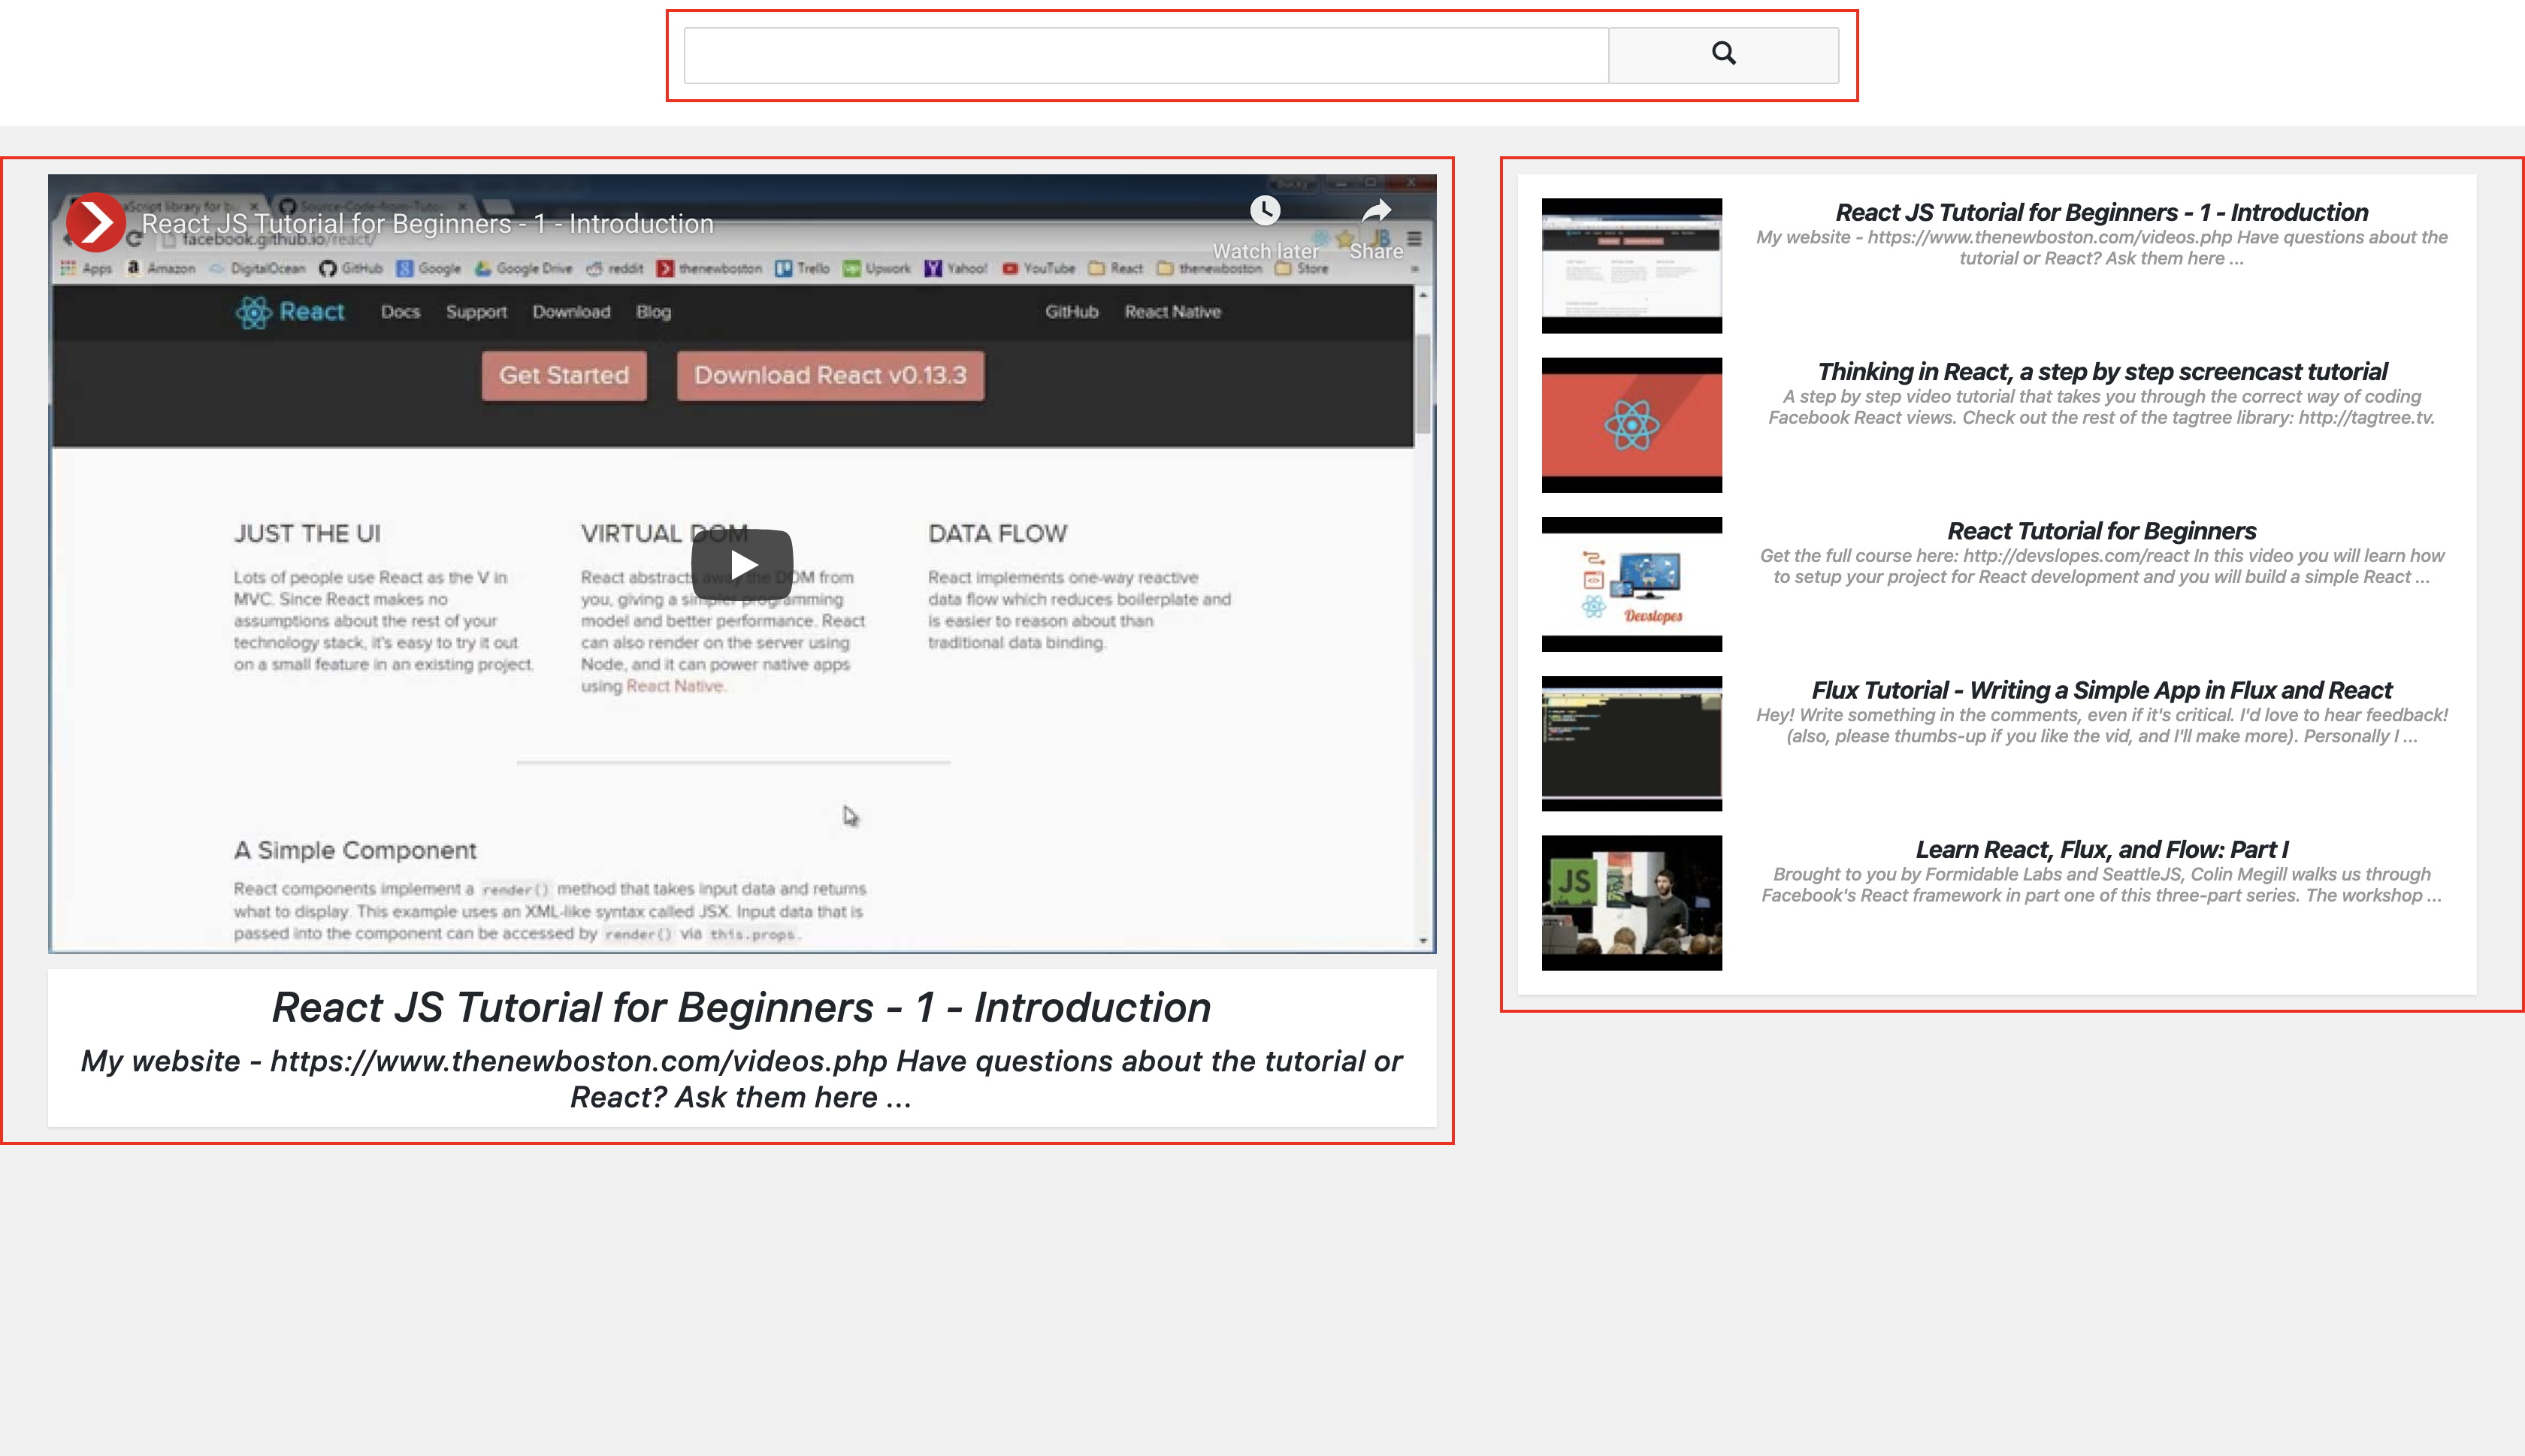 React JS Tutorial for Beginners - 1 - Introduction
Watch later
Share
facebook.github.io/react/
Apps Amazon DigitalOcean GitHub Google Google Drive reddit thenewboston Trello Upwork Yahoo! YouTube React thenewboston Store
React Docs Support Download Blog GitHub React Native
Get Started Download React v0.13.3
JUST THE UI
Lots of people use React as the V in
MVC. Since React makes no
assumptions about the rest of your
technology stack, it's easy to try it out
on a small feature in an existing project.
VIRTUAL DOM
React abstracts away the DOM from
you, giving a simpler programming
model and better performance. React
can also render on the server using
Node, and it can power native apps
using React Native.
DATA FLOW
React implements one-way reactive
data flow which reduces boilerplate and
is easier to reason about than
traditional data binding.
A Simple Component
React components implement a render() method that takes input data and returns
what to display. This example uses an XML-like syntax called JSX. Input data that is
passed into the component can be accessed by render() via this.props.
React JS Tutorial for Beginners - 1 - Introduction
My website - https://www.thenewboston.com/videos.php Have questions about the tutorial or
React? Ask them here ...
React JS Tutorial for Beginners - 1 - Introduction
My website - https://www.thenewboston.com/videos.php Have questions about the
tutorial or React? Ask them here ...
Thinking in React, a step by step screencast tutorial
A step by step video tutorial that takes you through the correct way of coding
Facebook React views. Check out the rest of the tagtree library: http://tagtree.tv.
Devslopes
React Tutorial for Beginners
Get the full course here: http://devslopes.com/react In this video you will learn how
to setup your project for React development and you will build a simple React ...
Flux Tutorial - Writing a Simple App in Flux and React
Hey! Write something in the comments, even if it's critical. I'd love to hear feedback!
(also, please thumbs-up if you like the vid, and I'll make more). Personally I ...
JS
Learn React, Flux, and Flow: Part I
Brought to you by Formidable Labs and SeattleJS, Colin Megill walks us through
Facebook's React framework in part one of this three-part series. The workshop ...